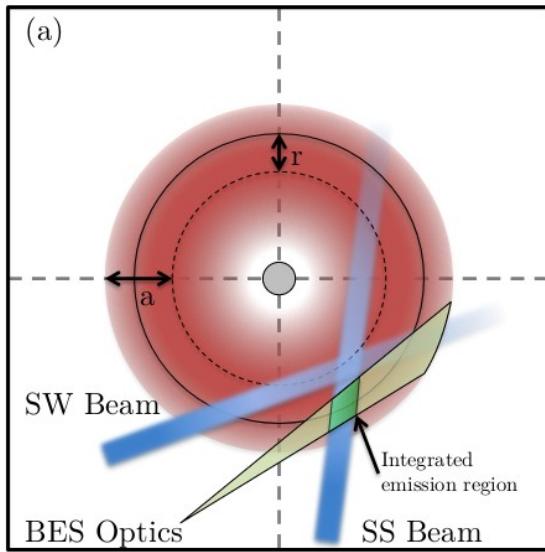 (a)
r
a
SW Beam
Integrated
emission region
BES Optics
SS Beam